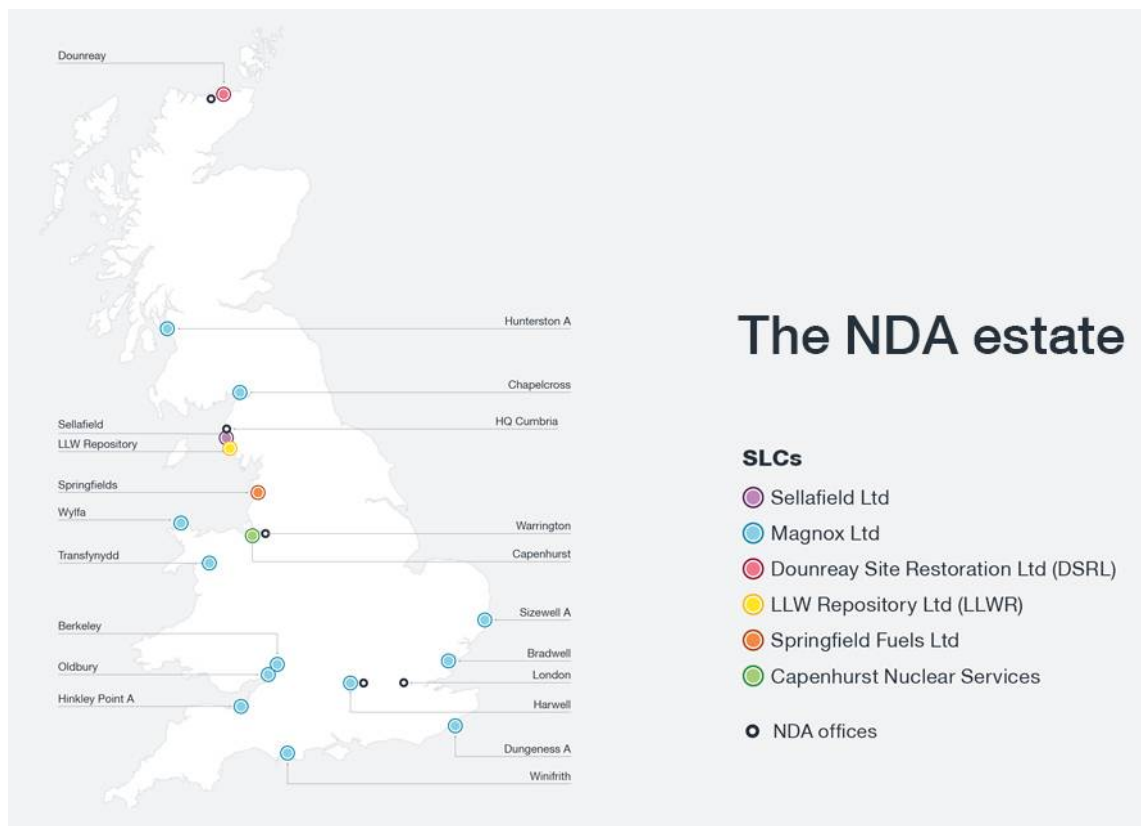 Dounreay
Hunterston A
Chapelcross
Sellafield
HQ Cumbria
LLW Repository
Springfields
Wylfa
Warrington
Transfynydd
Capenhurst
Sizewell A
Berkeley
Bradwell
Oldbury
London
Hinkley Point A
Harwell
Dungeness A
Winifrith
The NDA estate
SLCs
Sellafield Ltd
Magnox Ltd
Dounreay Site Restoration Ltd (DSRL)
LLW Repository Ltd (LLWR)
Springfield Fuels Ltd
Capenhurst Nuclear Services
NDA offices